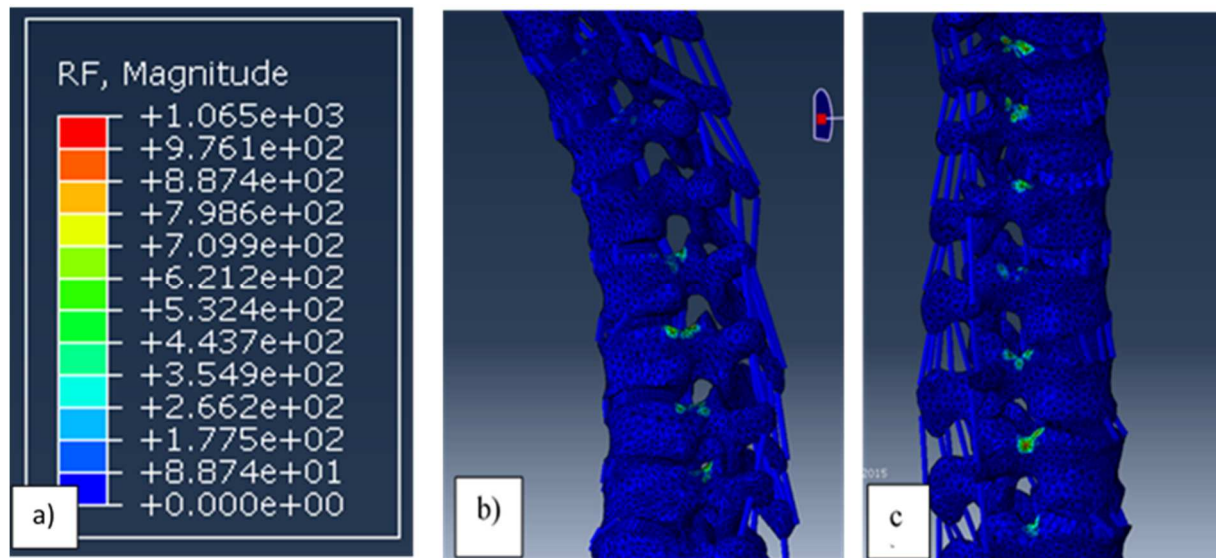 RF, Magnitude
+1.065e+03
+9.761e+02
+8.874e+02
+7.986e+02
+7.099e+02
+6.212e+02
+5.324e+02
+4.437e+02
+3.549e+02
+2.662e+02
+1.775e+02
+8.874e+01
+0.000e+00
a)
b)
2015
c